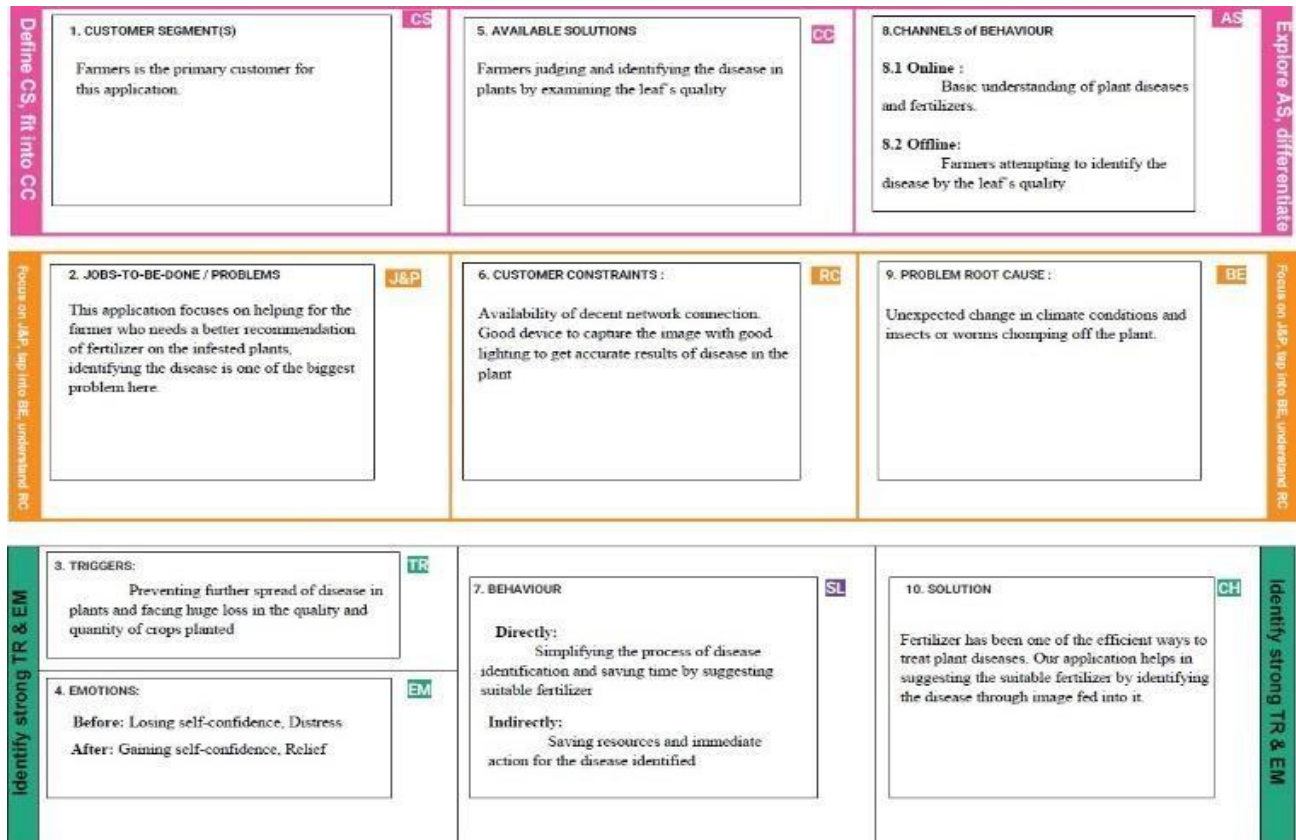 Define CS, fit into CC
CS
1. CUSTOMER SEGMENT(S)
Farmers is the primary customer for
this application.
CC
5. AVAILABLE SOLUTIONS
Farmers judging and identifying the disease in
plants by examining the leaf`s quality
AS
8.CHANNELS of BEHAVIOUR
8.1 Online :
Basic understanding of plant diseases
and fertilizers.
8.2 Offline:
Farmers attempting to identify the
disease by the leaf`s quality
Explore AS, differentiate
Focus on J&P, tap into BE, understand RC
J&P
2. JOBS-TO-BE-DONE / PROBLEMS
This application focuses on helping for the
farmer who needs a better recommendation
of fertilizer on the infested plants,
identifying the disease is one of the biggest
problem here.
RC
6. CUSTOMER CONSTRAINTS :
Availability of decent network connection.
Good device to capture the image with good
lighting to get accurate results of disease in the
plant
BE
9. PROBLEM ROOT CAUSE :
Unexpected change in climate conditions and
insects or worms chomping off the plant.
Focus on J&P, tap into BE, understand RC
Identify strong TR & EM
TR
3. TRIGGERS:
Preventing further spread of disease in
plants and facing huge loss in the quality and
quantity of crops planted
EM
4. EMOTIONS:
Before: Losing self-confidence, Distress
After: Gaining self-confidence, Relief
SL
7. BEHAVIOUR
Directly:
Simplifying the process of disease
identification and saving time by suggesting
suitable fertilizer
Indirectly:
Saving resources and immediate
action for the disease identified
CH
10. SOLUTION
Fertilizer has been one of the efficient ways to
treat plant diseases. Our application helps in
suggesting the suitable fertilizer by identifying
the disease through image fed into it.
Identify strong TR & EM